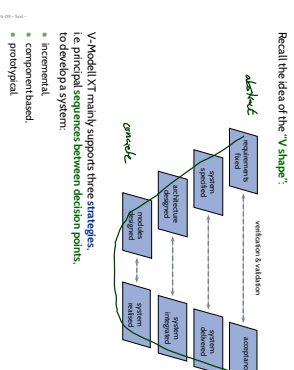 Recall the idea of the "V shape":
abstract
concrete
verification & validation
requirements
fixed
system
specified
architecture
designed
modules
designed
system
realised
system
integrated
system
delivered
acceptanc
V-Modell XT mainly supports three strategies,
i.e. principal sequences between decision points,
to develop a system:
• incremental,
• component based,
• prototypical.